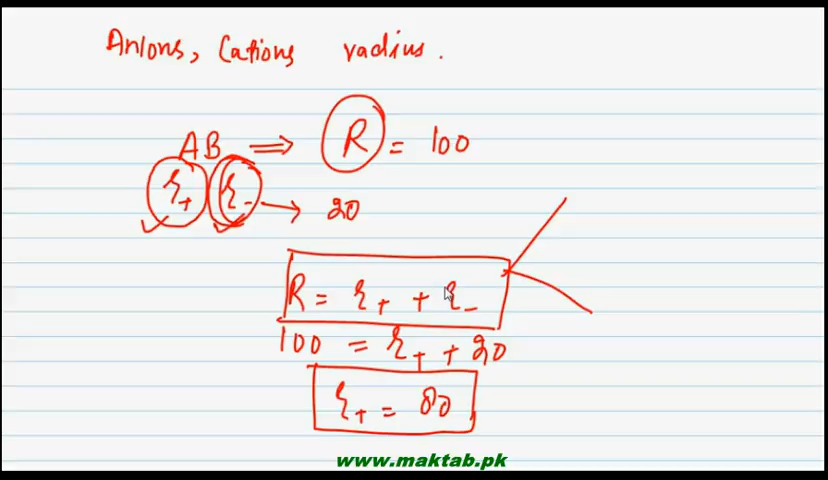 Anions, Cations radius.
AB ⇒ R = 100
r₊ r₋ → 20
R = r₊ + r₋
100 = r₊ + 20
r₊ = 80
www.maktab.pk